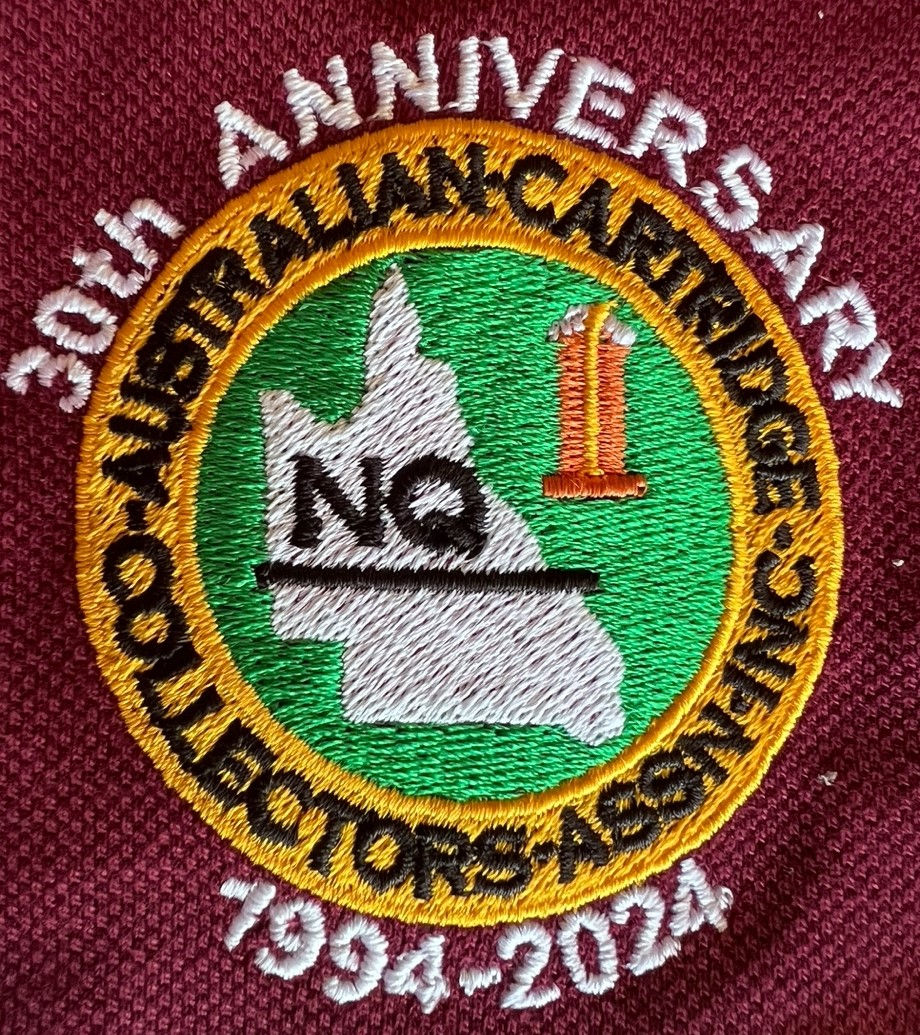 30th ANNIVERSARY
-AUSTRALIAN-CARTRIDGE-
COLLECTORS-ASSN-INC-
NQ
1994-2024